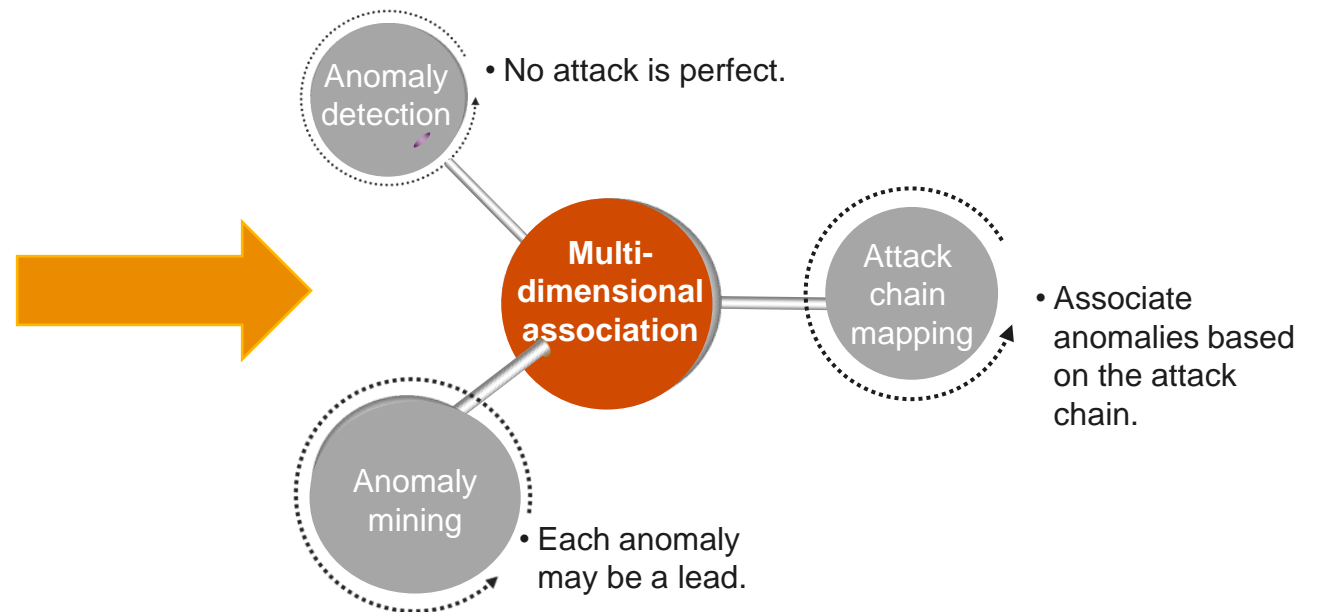 Anomaly
detection
• No attack is perfect.
Multi-
dimensional
association
Attack
chain
mapping
• Associate
anomalies based
on the attack
chain.
Anomaly
mining
• Each anomaly
may be a lead.